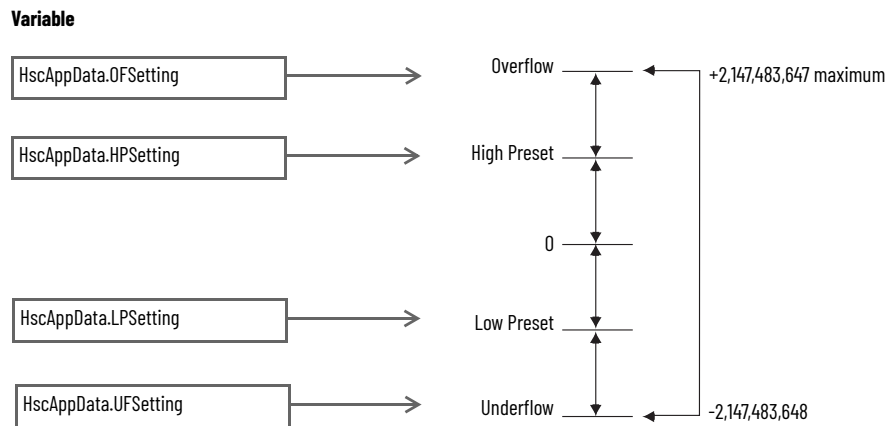 Variable
HscAppData.OFSetting
Overflow
+2,147,483,647 maximum
HscAppData.HPSetting
High Preset
0
HscAppData.LPSetting
Low Preset
HscAppData.UFSetting
Underflow
-2,147,483,648